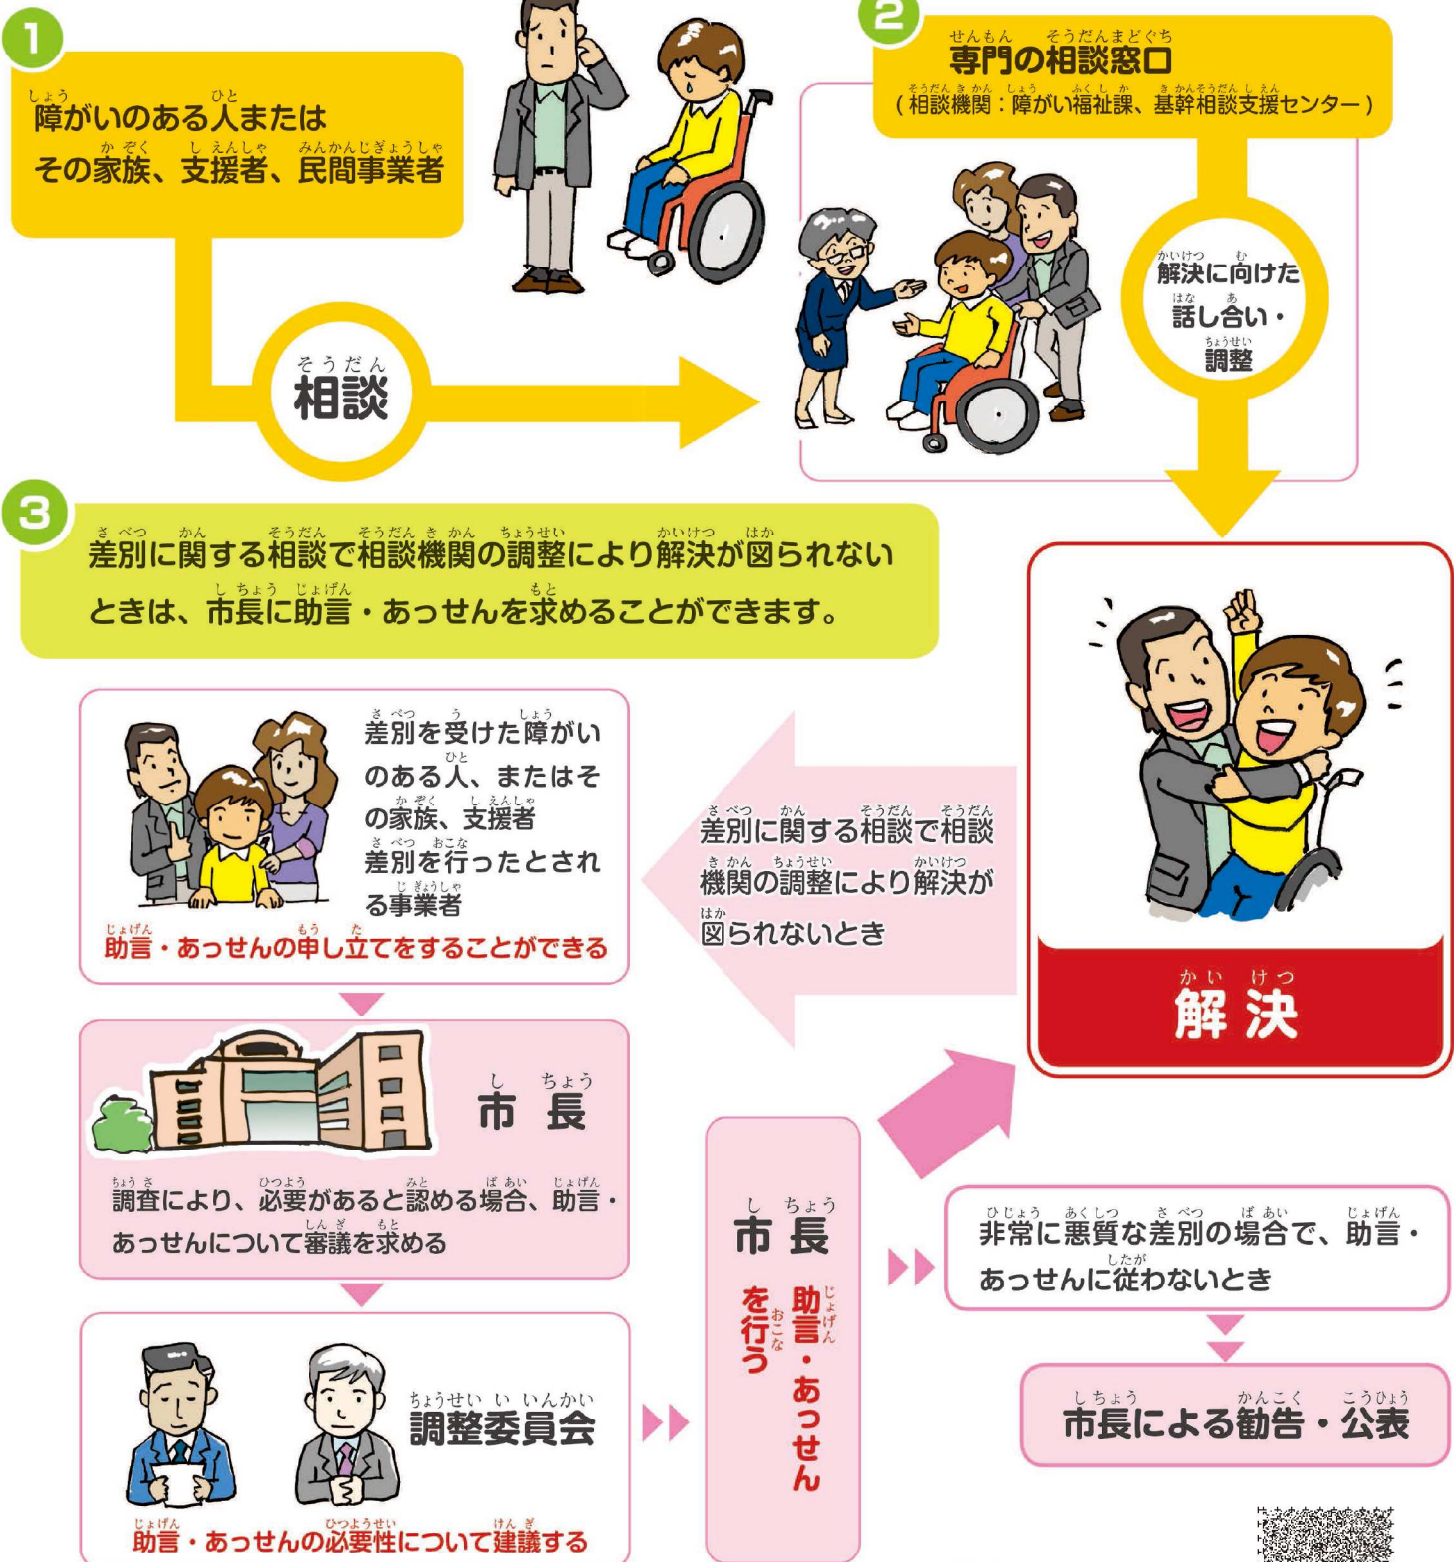 1
障がいのある人または
その家族、支援者、民間事業者
相談
2
専門の相談窓口
(相談機関：障がい福祉課、基幹相談支援センター)
解決に向けた
話し合い・
調整
3
差別に関する相談で相談機関の調整により解決が図られない
ときは、市長に助言・あっせんを求めることができます。
解決
差別に関する相談で相談
機関の調整により解決が
図られないとき
差別を受けた障がい
のある人、またはそ
の家族、支援者
差別を行ったとされ
る事業者
助言・あっせんの申し立てをすることができる
市長
調査により、必要があると認める場合、助言・
あっせんについて審議を求める
調整委員会
助言・あっせんの必要性について建議する
市長
助言・あっせん
を行う
非常に悪質な差別の場合で、助言・
あっせんに従わないとき
市長による勧告・公表